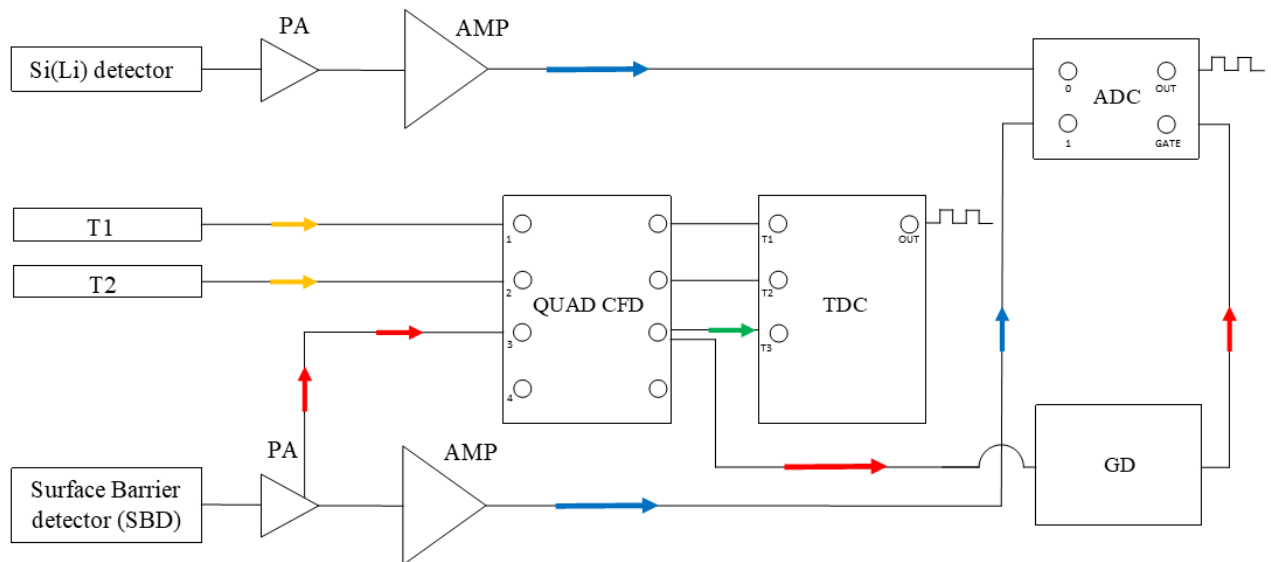 PA
AMP
Si(Li) detector
0
OUT
ADC
1
GATE
T1
1
T1
OUT
T2
2
T2
QUAD CFD
TDC
3
T3
4
PA
AMP
GD
Surface Barrier
detector (SBD)